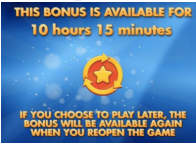 THIS BONUS IS AVAILABLE FOR
10 hours 15 minutes
IF YOU CHOOSE TO PLAY LATER, THE
BONUS WILL BE AVAILABLE AGAIN
WHEN YOU REOPEN THE GAME